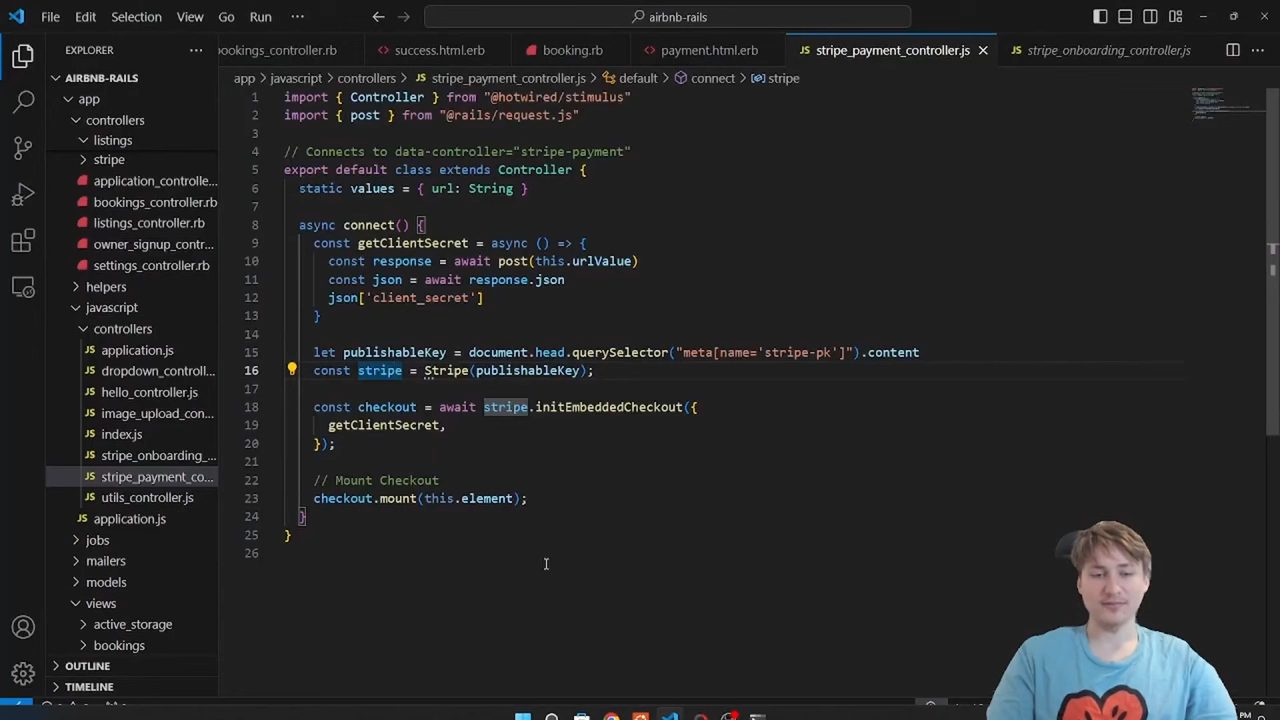 File Edit Selection View Go Run ··· airbnb-rails
EXPLORER ···
bookings_controller.rb success.html.erb booking.rb payment.html.erb stripe_payment_controller.js stripe_onboarding_controller.js ···
AIRBNB-RAILS
app > javascript > controllers > stripe_payment_controller.js > default > connect > stripe
app
controllers
listings
stripe
application_controlle...
bookings_controller.rb
listings_controller.rb
owner_signup_contr...
settings_controller.rb
helpers
javascript
controllers
application.js
dropdown_controll...
hello_controller.js
image_upload_cont...
index.js
stripe_onboarding_...
stripe_payment_co...
utils_controller.js
application.js
jobs
mailers
models
views
active_storage
bookings
OUTLINE
TIMELINE
1 import { Controller } from "@hotwired/stimulus"
2 import { post } from "@rails/request.js"
3
4 // Connects to data-controller="stripe-payment"
5 export default class extends Controller {
6 static values = { url: String }
7
8 async connect() {
9 const getClientSecret = async () => {
10 const response = await post(this.urlValue)
11 const json = await response.json
12 json['client_secret']
13 }
14
15 let publishableKey = document.head.querySelector("meta[name='stripe-pk']").content
16 const stripe = Stripe(publishableKey);
17
18 const checkout = await stripe.initEmbeddedCheckout({
19 getClientSecret,
20 });
21
22 // Mount Checkout
23 checkout.mount(this.element);
24 }
25 }
26
PM